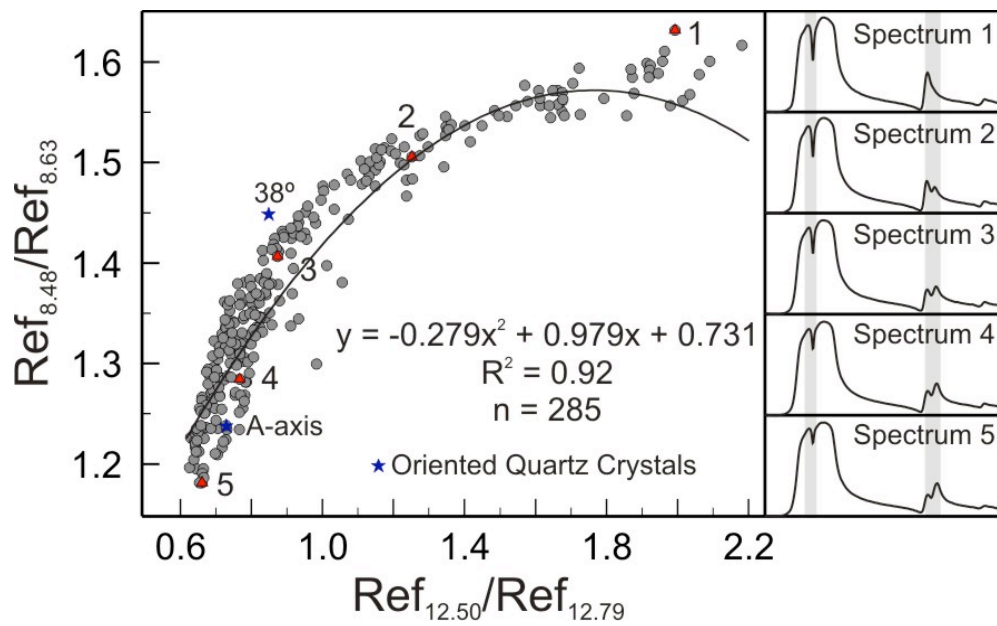 Ref8.48/Ref8.63
1.6
1.5
1.4
1.3
1.2
0.6 1.0 1.4 1.8 2.2
Ref12.50/Ref12.79
1
2
38º
3
4
A-axis
5
y = -0.279x² + 0.979x + 0.731
R² = 0.92
n = 285
Oriented Quartz Crystals
Spectrum 1
Spectrum 2
Spectrum 3
Spectrum 4
Spectrum 5